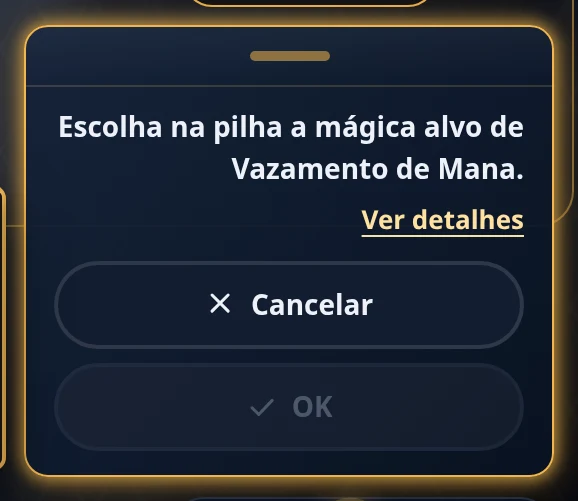 Escolha na pilha a mágica alvo de
Vazamento de Mana.
Ver detalhes
Cancelar
OK